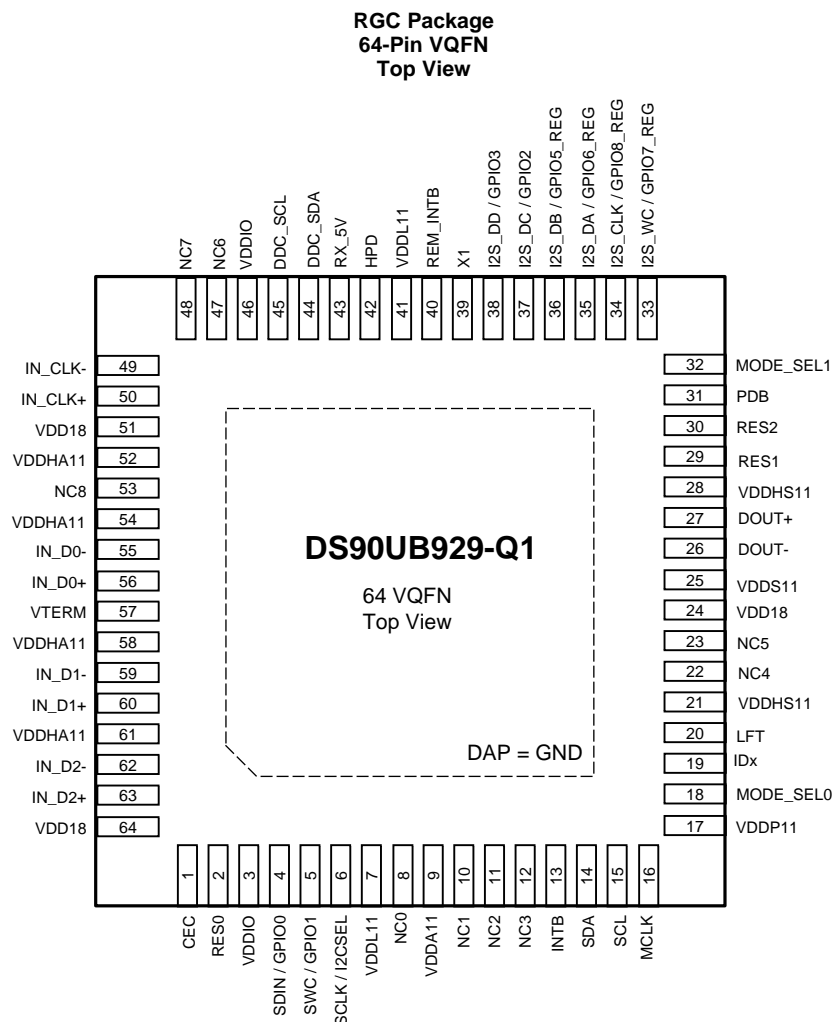 RGC Package
64-Pin VQFN
Top View
NC7
NC6
VDDIO
DDC_SCL
DDC_SDA
RX_5V
HPD
VDDL11
REM_INTB
X1
I2S_DD / GPIO3
I2S_DC / GPIO2
I2S_DB / GPIO5_REG
I2S_DA / GPIO6_REG
I2S_CLK / GPIO8_REG
I2S_WC / GPIO7_REG
48
47
46
45
44
43
42
41
40
39
38
37
36
35
34
33
IN_CLK- 49
IN_CLK+ 50
VDD18 51
VDDHA11 52
NC8 53
VDDHA11 54
IN_D0- 55
IN_D0+ 56
VTERM 57
VDDHA11 58
IN_D1- 59
IN_D1+ 60
VDDHA11 61
IN_D2- 62
IN_D2+ 63
VDD18 64
DS90UB929-Q1
64 VQFN
Top View
DAP = GND
32 MODE_SEL1
31 PDB
30 RES2
29 RES1
28 VDDHS11
27 DOUT+
26 DOUT-
25 VDDS11
24 VDD18
23 NC5
22 NC4
21 VDDHS11
20 LFT
19 IDx
18 MODE_SEL0
17 VDDP11
1
2
3
4
5
6
7
8
9
10
11
12
13
14
15
16
CEC
RES0
VDDIO
SDIN / GPIO0
SWC / GPIO1
SCLK / I2CSEL
VDDL11
NC0
VDDA11
NC1
NC2
NC3
INTB
SDA
SCL
MCLK